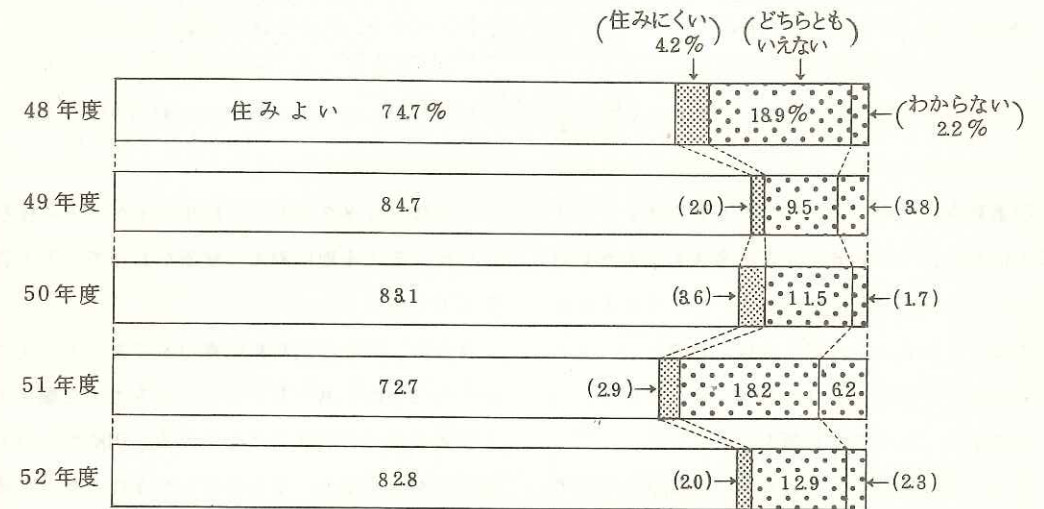 (住みにくい 4.2%) (どちらとも いえない)
48年度 住みよい 74.7% 18.9% ←(わからない 2.2%)
49年度 84.7 (2.0)→ 9.5 ←(3.8)
50年度 83.1 (3.6)→ 11.5 ←(1.7)
51年度 72.7 (2.9)→ 18.2 6.2
52年度 82.8 (2.0)→ 12.9 ←(2.3)